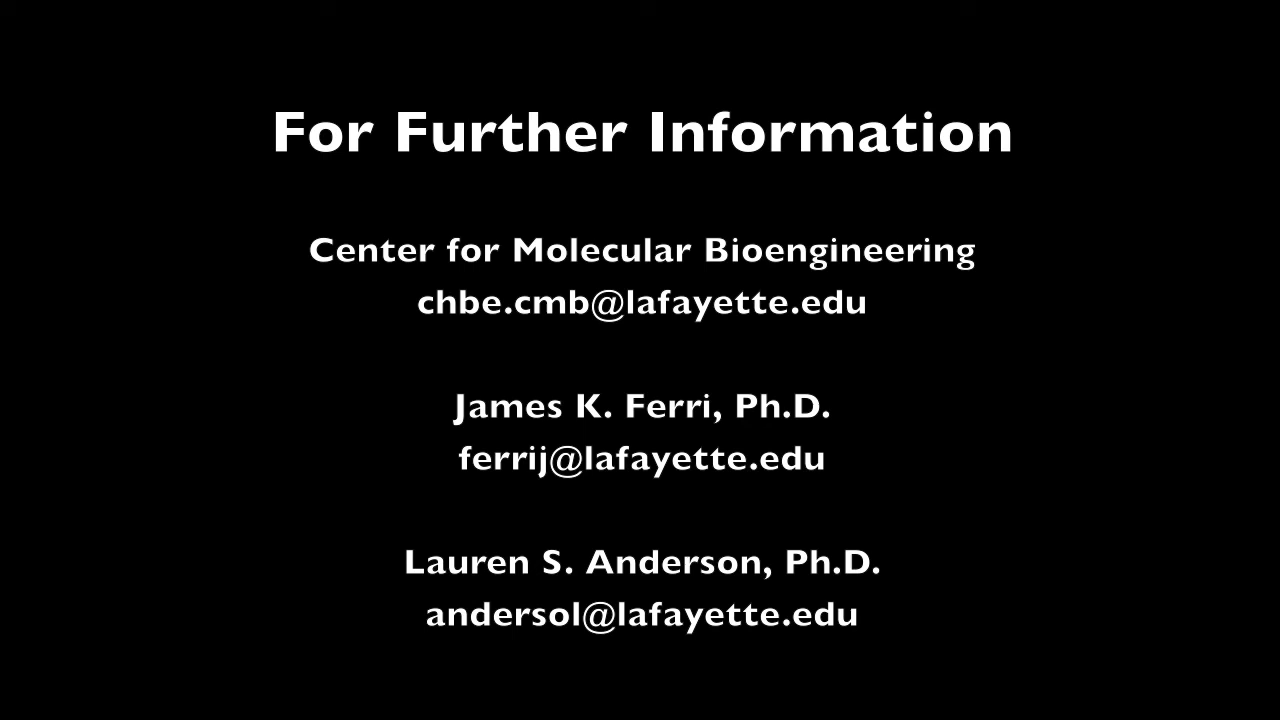 For Further Information
Center for Molecular Bioengineering
chbe.cmb@lafayette.edu
James K. Ferri, Ph.D.
ferrij@lafayette.edu
Lauren S. Anderson, Ph.D.
andersol@lafayette.edu